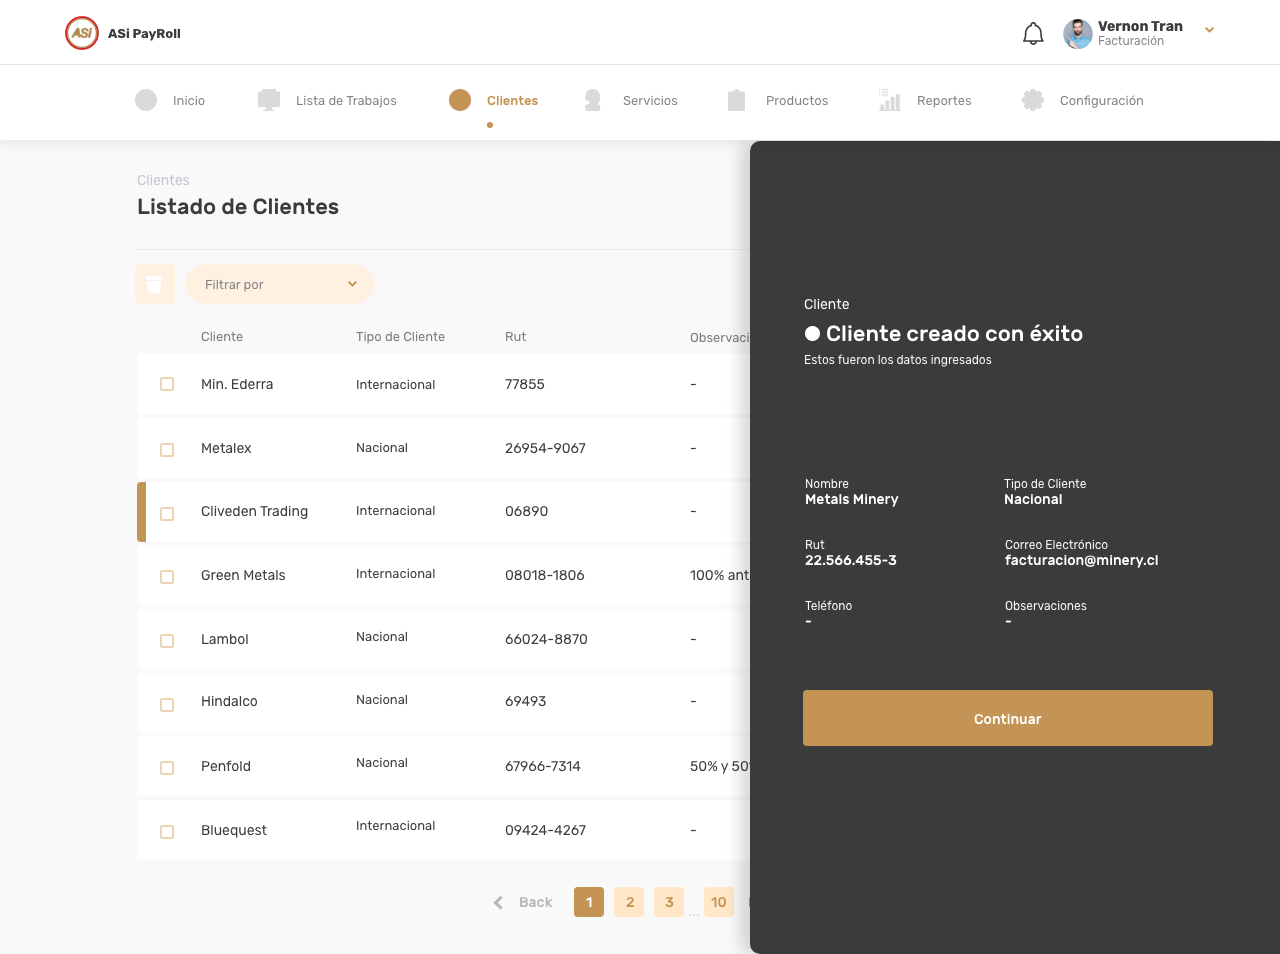 ASi ASi PayRoll
Vernon Tran
Facturación
Inicio Lista de Trabajos Clientes Servicios Productos Reportes Configuración
Clientes
Listado de Clientes
Filtrar por
Cliente Tipo de Cliente Rut Observaci
Min. Ederra Internacional 77855 -
Metalex Nacional 26954-9067 -
Cliveden Trading Internacional 06890 -
Green Metals Internacional 08018-1806 100% ant
Lambol Nacional 66024-8870 -
Hindalco Nacional 69493 -
Penfold Nacional 67966-7314 50% y 50
Bluequest Internacional 09424-4267 -
Back 1 2 3 ... 10
Cliente
Cliente creado con éxito
Estos fueron los datos ingresados
Nombre Tipo de Cliente
Metals Minery Nacional
Rut Correo Electrónico
22.566.455-3 facturacion@minery.cl
Teléfono Observaciones
- -
Continuar